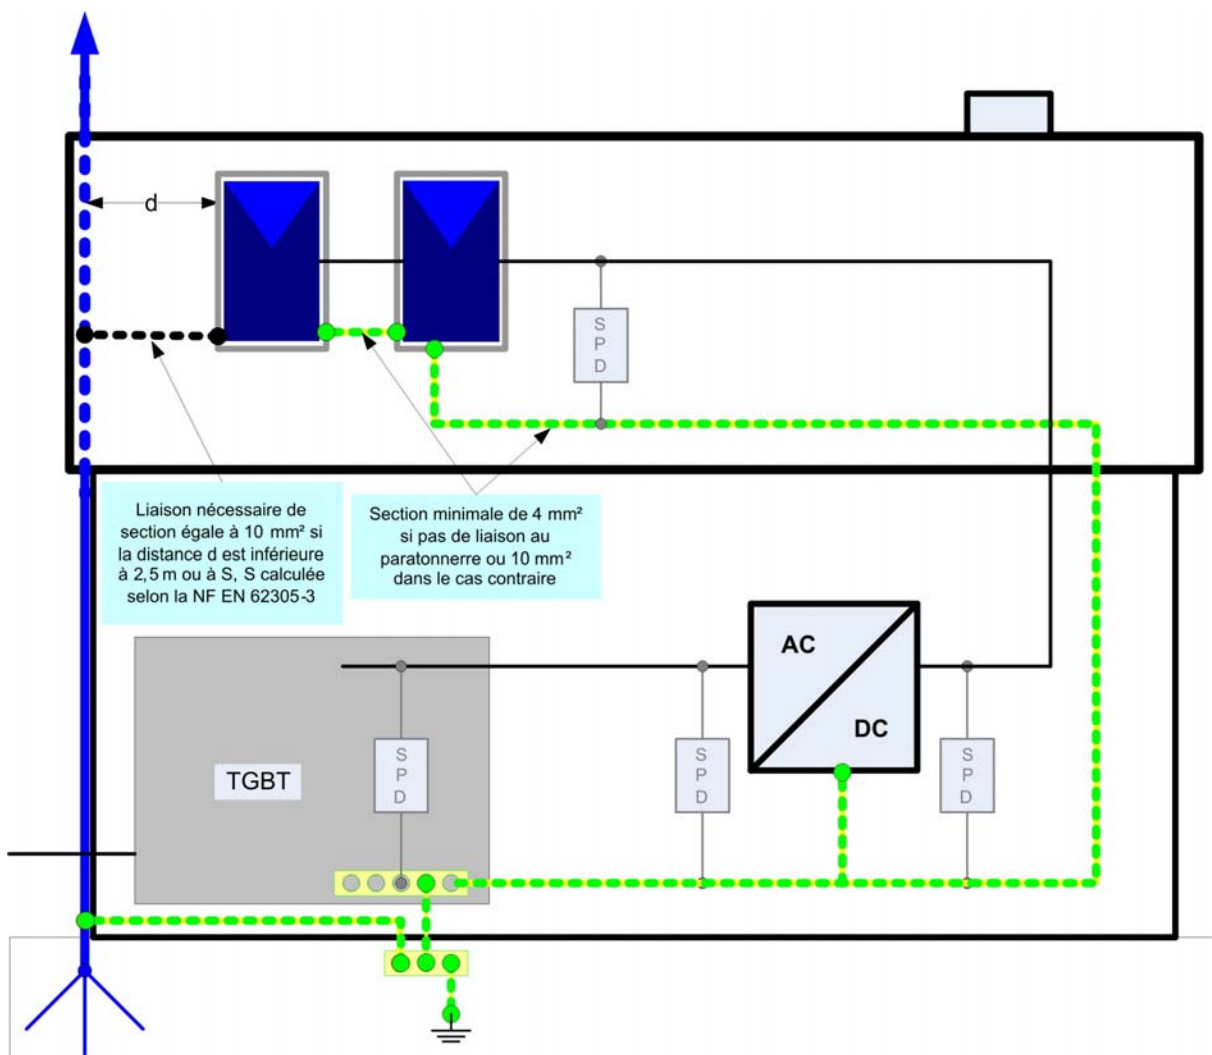 d
S
P
D
Liaison nécessaire de
section égale à 10 mm² si
la distance d est inférieure
à 2,5 m ou à S, S calculée
selon la NF EN 62305-3
Section minimale de 4 mm²
si pas de liaison au
paratonnerre ou 10 mm²
dans le cas contraire
AC
DC
TGBT
S
P
D
S
P
D
S
P
D